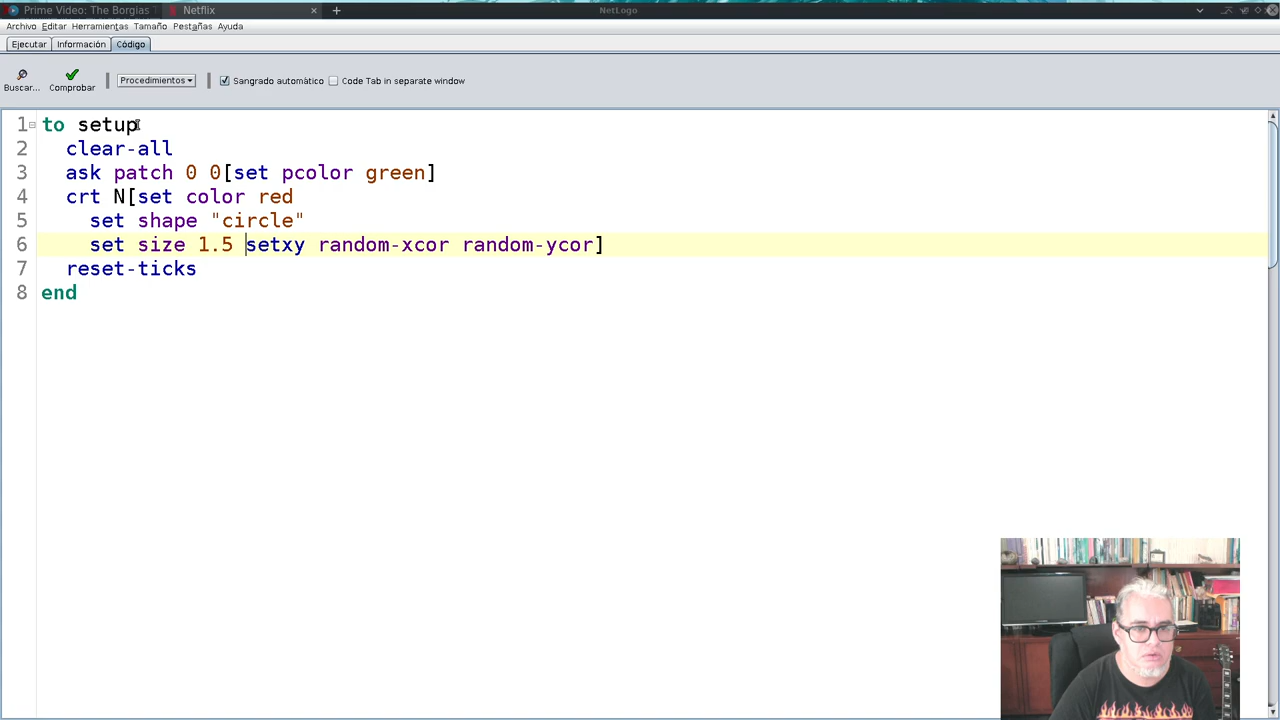 Prime Video: The Borgias
Netflix
NetLogo
Archivo Editar Herramientas Tamaño Pestañas Ayuda
Ejecutar Información Código
Buscar... Comprobar Procedimientos Sangrado automático Code Tab in separate window
1 to setup
2 clear-all
3 ask patch 0 0[set pcolor green]
4 crt N[set color red
5 set shape "circle"
6 set size 1.5 setxy random-xcor random-ycor]
7 reset-ticks
8 end